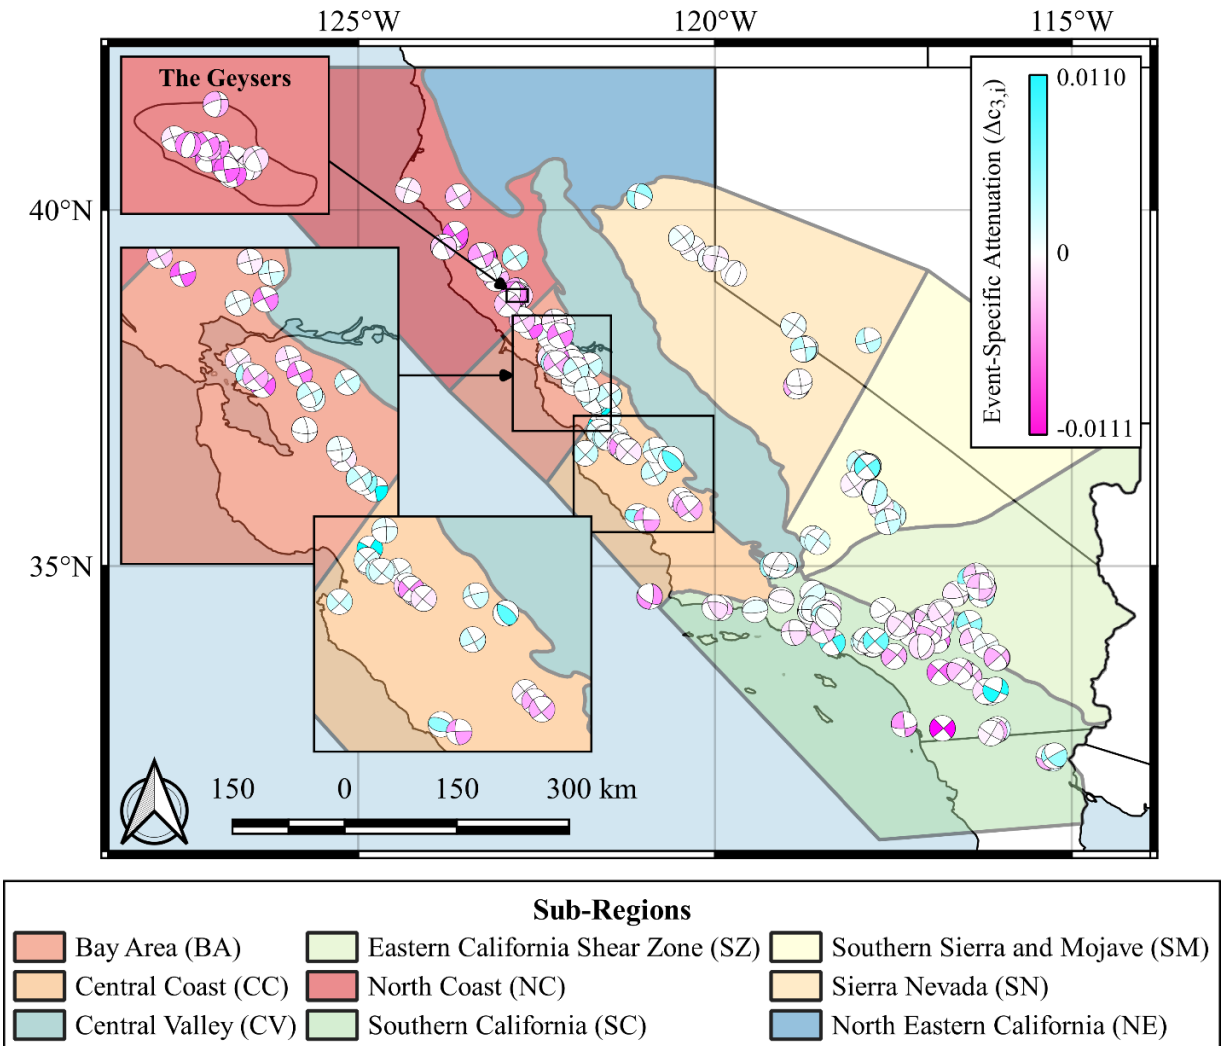 125°W 120°W 115°W
The Geysers
40°N
35°N
Event-Specific Attenuation (Δc3,i)
0.0110
0
-0.0111
150 0 150 300 km
Sub-Regions
Bay Area (BA)
Central Coast (CC)
Central Valley (CV)
Eastern California Shear Zone (SZ)
North Coast (NC)
Southern California (SC)
Southern Sierra and Mojave (SM)
Sierra Nevada (SN)
North Eastern California (NE)